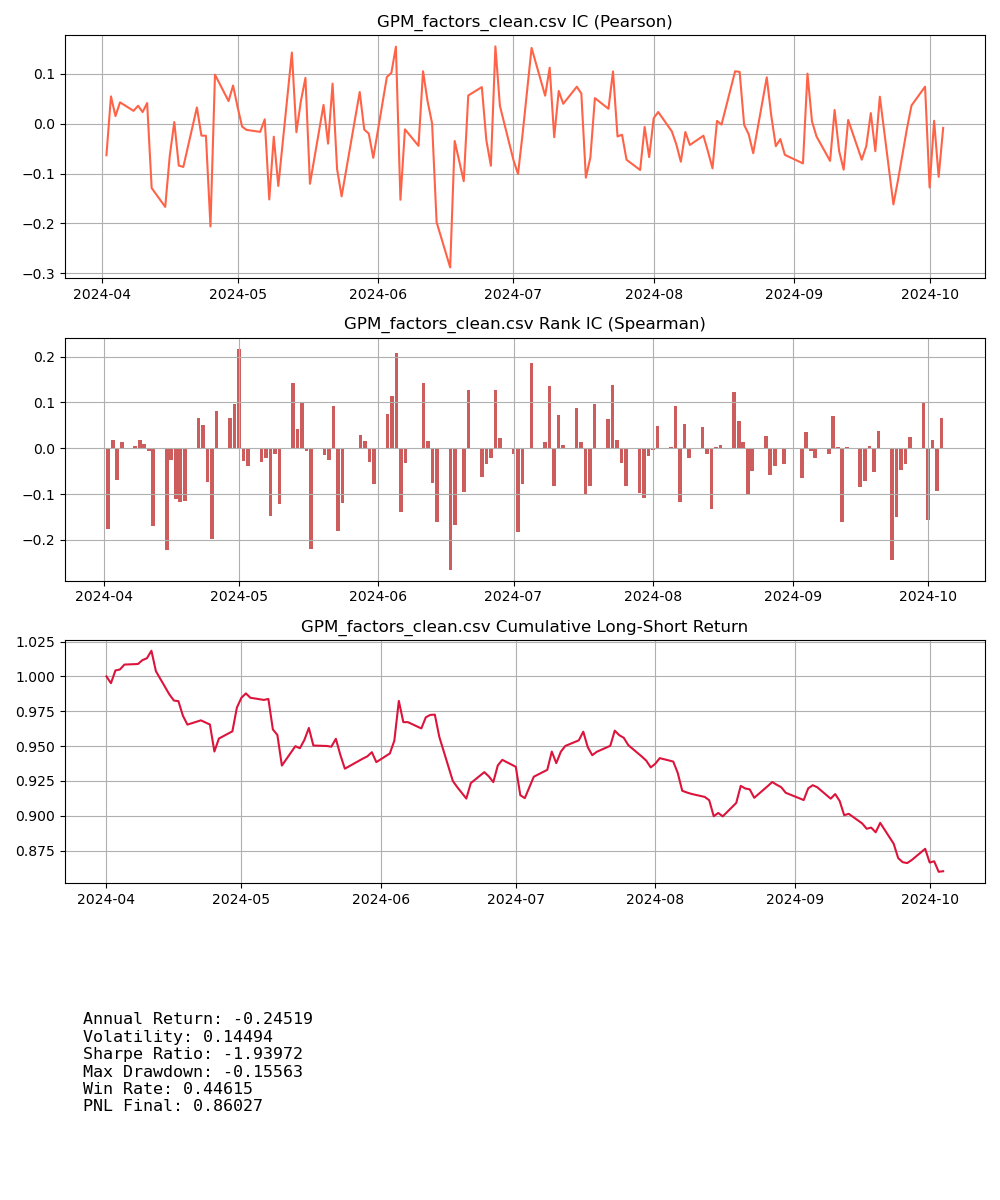 GPM_factors_clean.csv IC (Pearson)
0.1
0.0
−0.1
−0.2
−0.3
2024-04 2024-05 2024-06 2024-07 2024-08 2024-09 2024-10
GPM_factors_clean.csv Rank IC (Spearman)
0.2
0.1
0.0
−0.1
−0.2
2024-04 2024-05 2024-06 2024-07 2024-08 2024-09 2024-10
GPM_factors_clean.csv Cumulative Long-Short Return
1.025
1.000
0.975
0.950
0.925
0.900
0.875
2024-04 2024-05 2024-06 2024-07 2024-08 2024-09 2024-10
Annual Return: -0.24519
Volatility: 0.14494
Sharpe Ratio: -1.93972
Max Drawdown: -0.15563
Win Rate: 0.44615
PNL Final: 0.86027